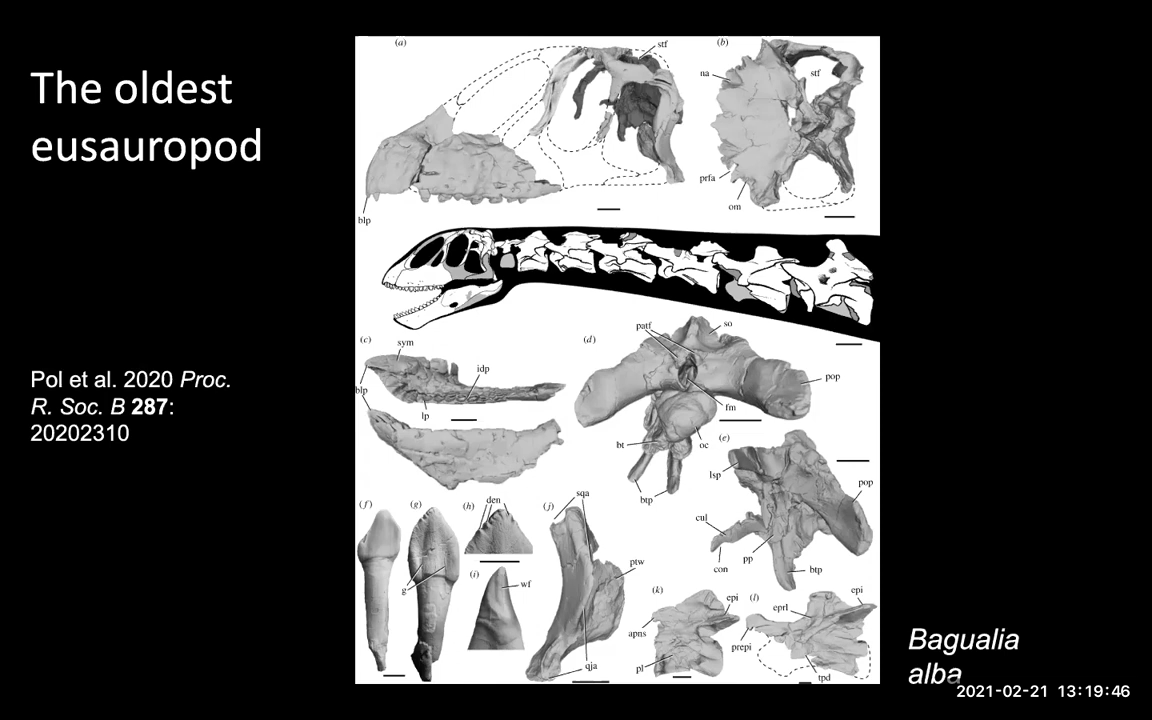 The oldest
eusauropod
Pol et al. 2020 Proc.
R. Soc. B 287:
20202310
(a)
stf
(b)
na
stf
prfa
om
blp
(c)
sym
idp
blp
lp
(d)
patf
so
pop
fm
bt
oc
btp
(e)
lsp
pop
cul
pp
con
btp
(f)
(g)
(h)
den
g
(i)
wf
(j)
sqa
ptw
qja
(k)
epi
apns
pl
(l)
eprl
epi
prepi
tpd
Bagualia
alba
2021-02-21 13:19:46